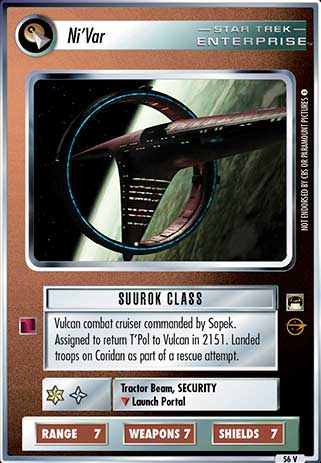 Ni'Var
STAR TREK
ENTERPRISE
NOT ENDORSED BY CBS OR PARAMOUNT PICTURES
SUUROK CLASS
Vulcan combat cruiser commanded by Sopek.
Assigned to return T'Pol to Vulcan in 2151. Landed
troops on Coridan as part of a rescue attempt.
Tractor Beam, SECURITY
Launch Portal
RANGE 7 WEAPONS 7 SHIELDS 7
56 V